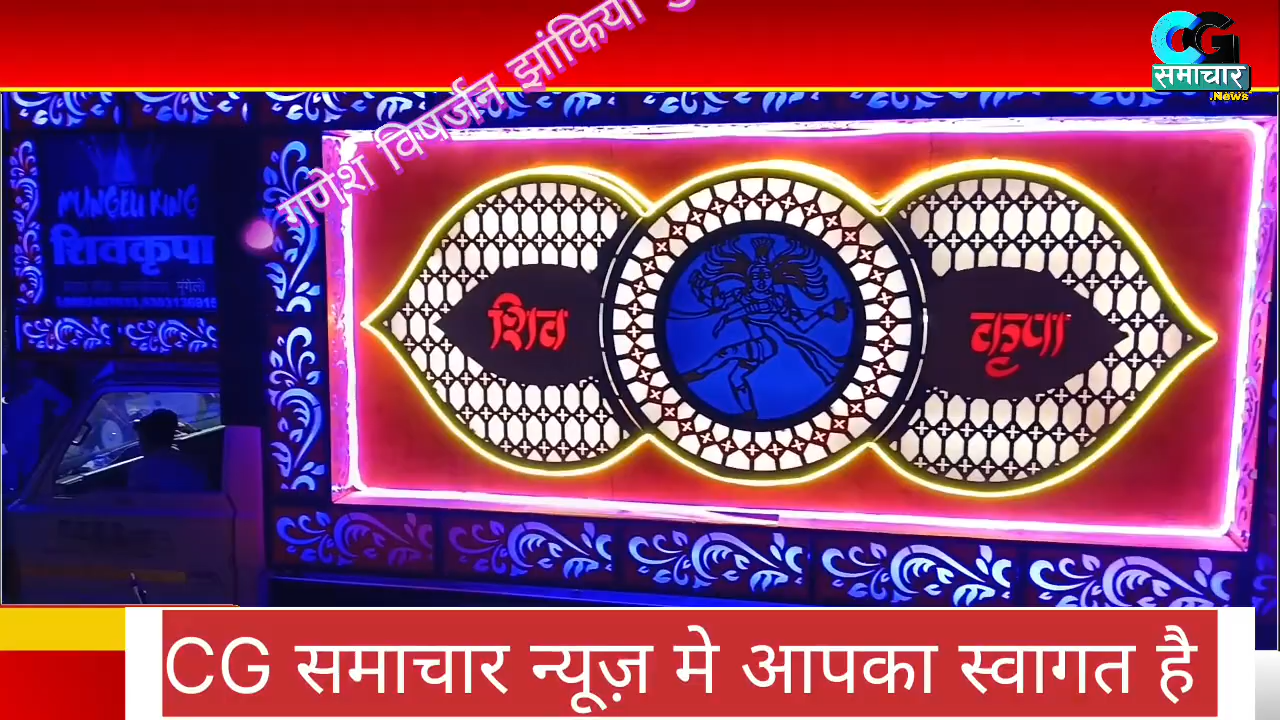 CG
समाचार
.News
गणेश विषर्जन झांकिया
MUNGELI KING
शिवकृपा
मुंगेली
शिव
कृपा
CG समाचार न्यूज़ मे आपका स्वागत है